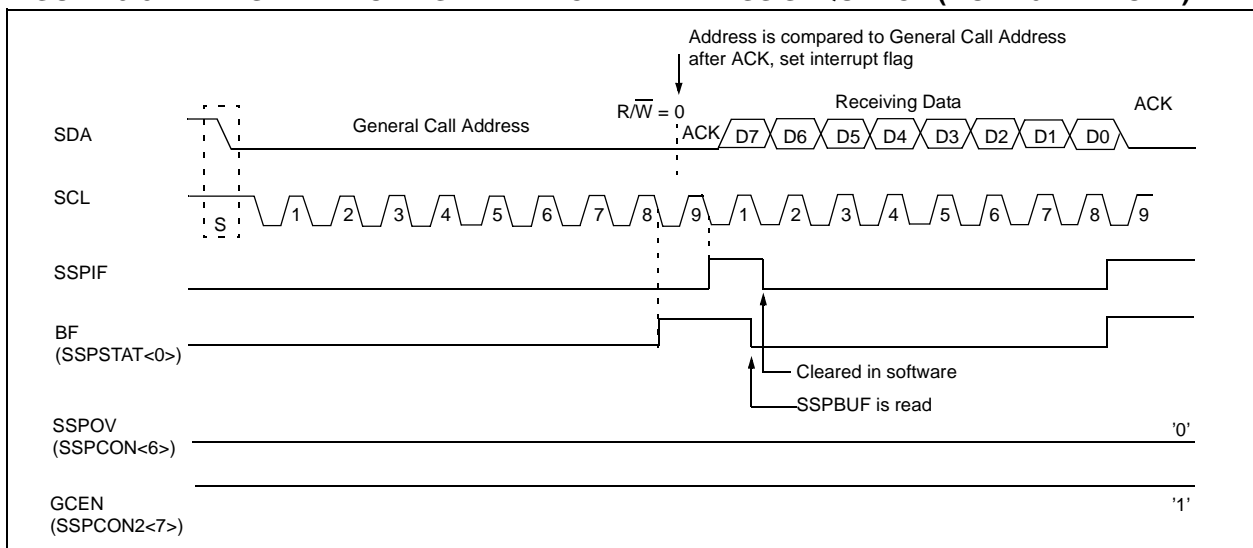 Address is compared to General Call Address
after ACK, set interrupt flag
R/W = 0
Receiving Data
ACK
SDA
General Call Address
ACK
D7 D6 D5 D4 D3 D2 D1 D0
SCL
S
1 2 3 4 5 6 7 8 9 1 2 3 4 5 6 7 8 9
SSPIF
BF
(SSPSTAT<0>)
Cleared in software
SSPBUF is read
SSPOV
(SSPCON<6>)
'0'
GCEN
(SSPCON2<7>)
'1'